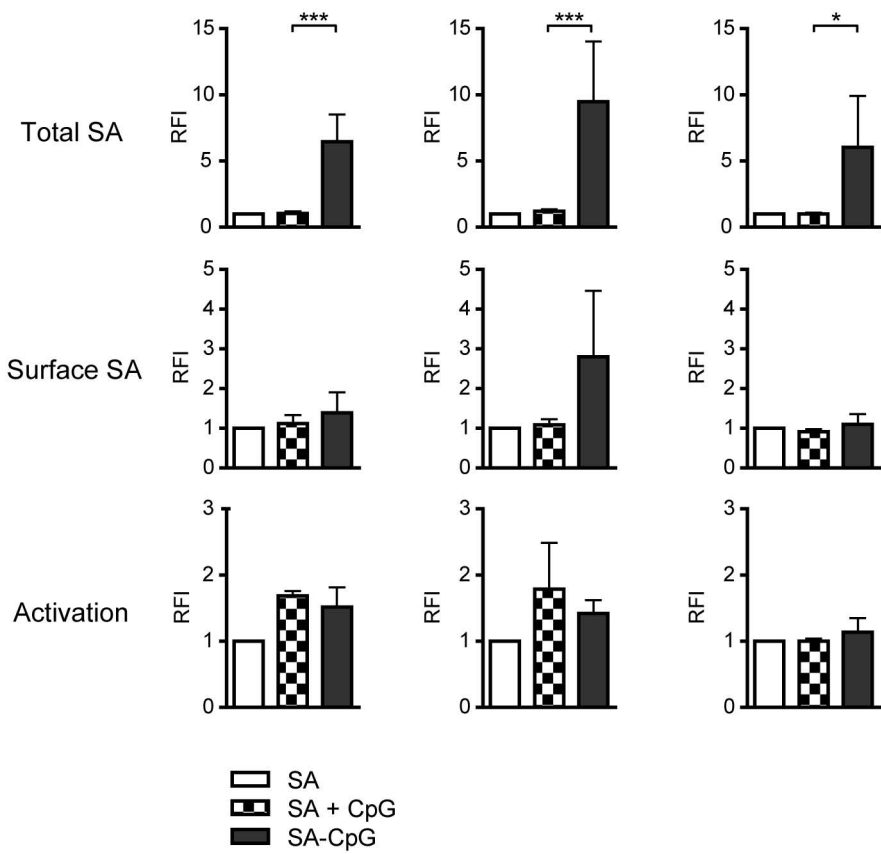 *** *** *
15 15 15
10 10 10
Total SA RFI RFI RFI
5 5 5
0 0 0
5 5 5
4 4 4
3 3 3
Surface SA RFI RFI RFI
2 2 2
1 1 1
0 0 0
3 3 3
2 2 2
Activation RFI RFI RFI
1 1 1
0 0 0
SA
SA + CpG
SA-CpG